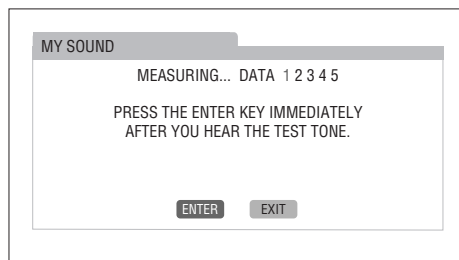 MY SOUND
MEASURING... DATA 1 2 3 4 5
PRESS THE ENTER KEY IMMEDIATELY
AFTER YOU HEAR THE TEST TONE.
ENTER EXIT